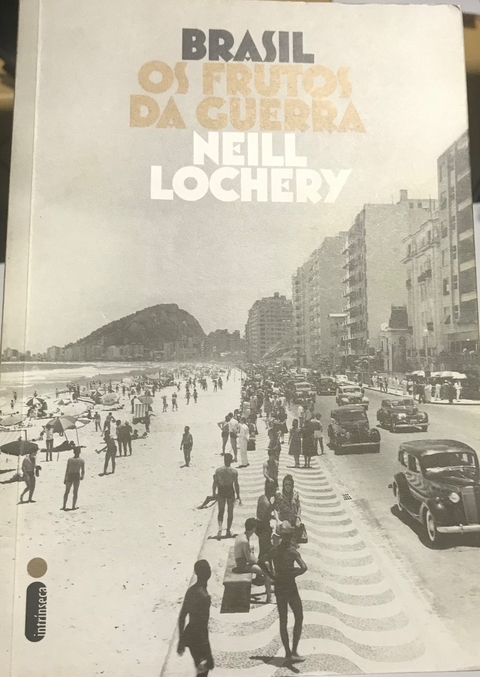 BRASIL
OS FRUTOS
DA GUERRA
NEILL
LOCHERY
intrínseca